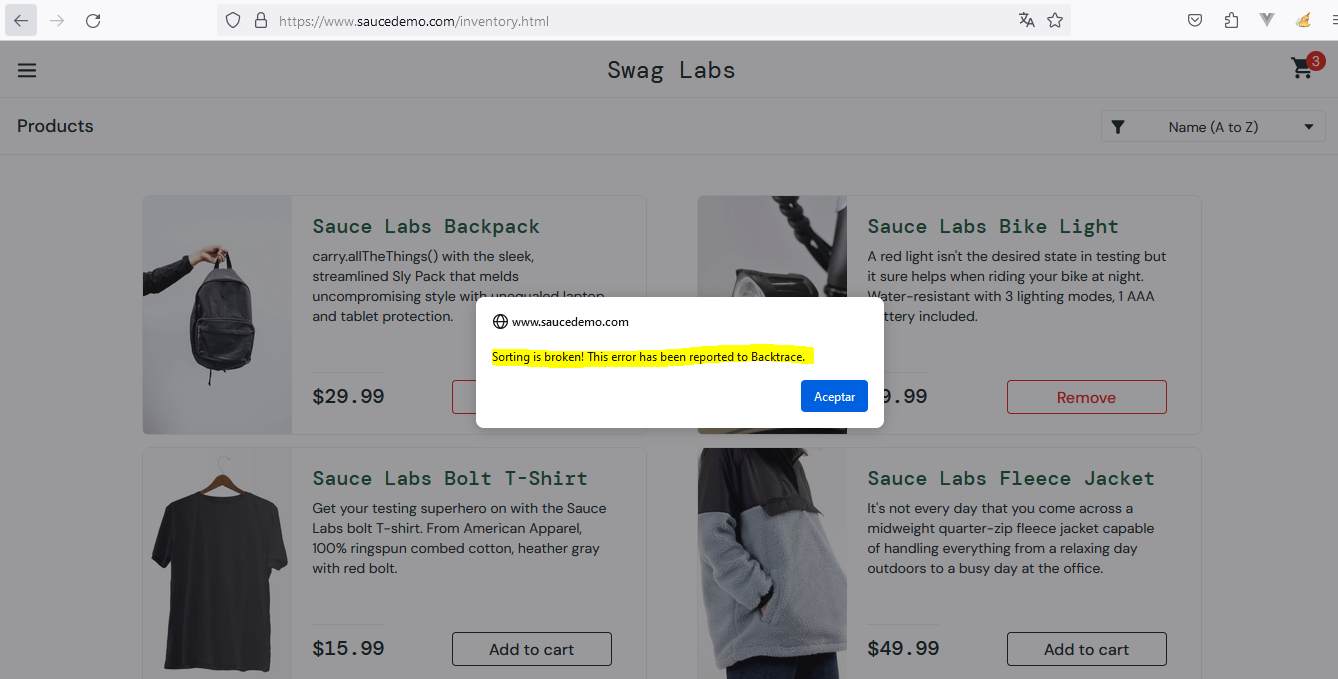 https://www.saucedemo.com/inventory.html
Swag Labs
3
Products
Name (A to Z)
Sauce Labs Backpack
carry.allTheThings() with the sleek,
streamlined Sly Pack that melds
uncompromising style with unequaled laptop
and tablet protection.
$29.99
Sauce Labs Bike Light
A red light isn't the desired state in testing but
it sure helps when riding your bike at night.
Water-resistant with 3 lighting modes, 1 AAA
ttery included.
9.99
Remove
www.saucedemo.com
Sorting is broken! This error has been reported to Backtrace.
Aceptar
Sauce Labs Bolt T-Shirt
Get your testing superhero on with the Sauce
Labs bolt T-shirt. From American Apparel,
100% ringspun combed cotton, heather gray
with red bolt.
$15.99
Add to cart
Sauce Labs Fleece Jacket
It's not every day that you come across a
midweight quarter-zip fleece jacket capable
of handling everything from a relaxing day
outdoors to a busy day at the office.
$49.99
Add to cart